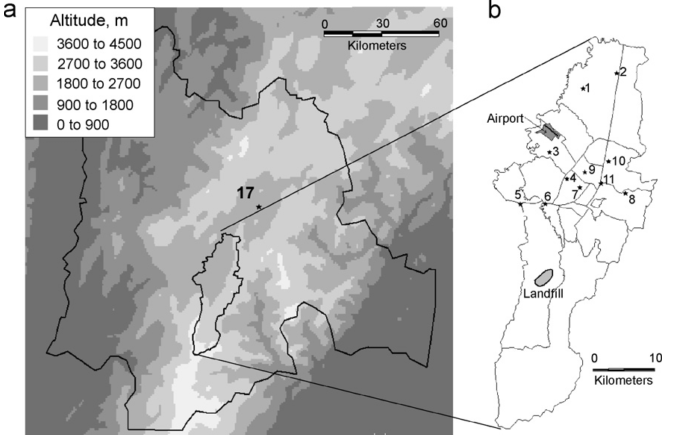 a
Altitude, m
3600 to 4500
2700 to 3600
1800 to 2700
900 to 1800
0 to 900
0 30 60
Kilometers
17
b
2
1
Airport
3
10
9
4
11
7
8
5
6
Landfill
0 10
Kilometers